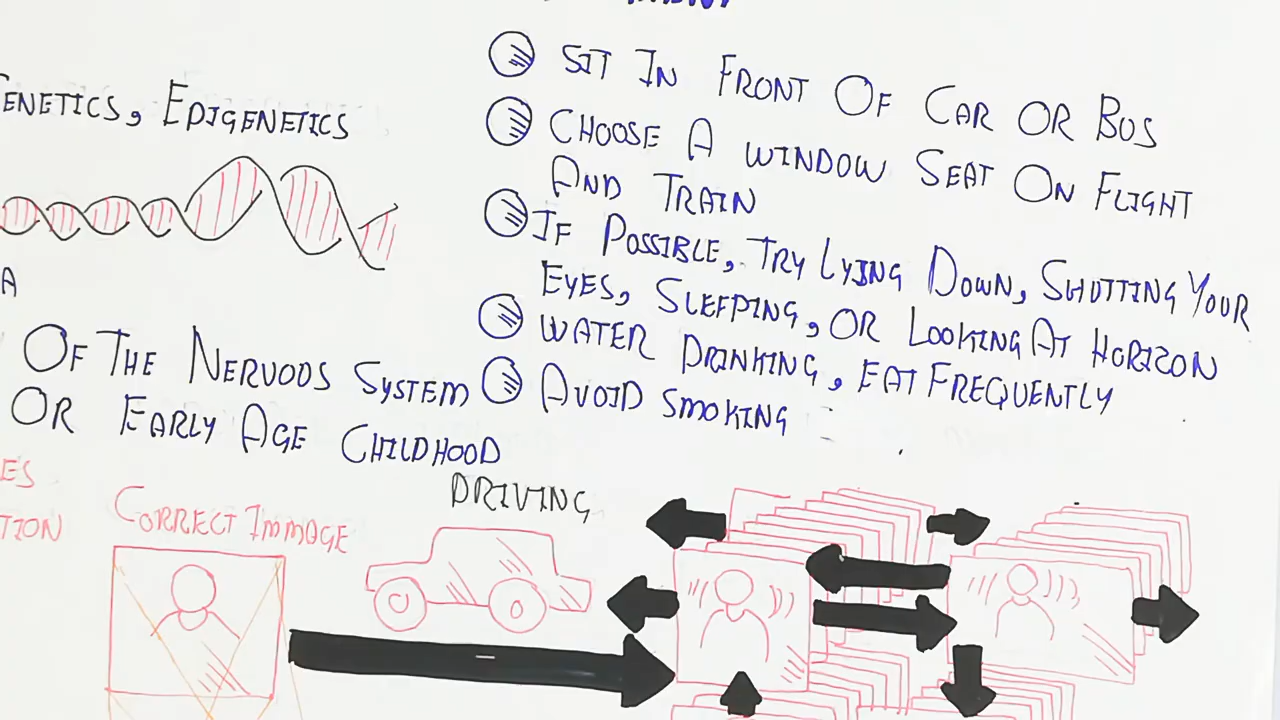 SIT IN FRONT OF CAR OR BUS
CHOOSE A WINDOW SEAT ON FLIGHT
AND TRAIN
IF POSSIBLE, TRY LYING DOWN, SHUTTING YOUR
EYES, SLEEPING, OR LOOKING AT HORIZON
WATER DRINKING, EAT FREQUENTLY
AVOID SMOKING
GENETICS, EPIGENETICS
A
OF THE NERVOUS SYSTEM
OR EARLY AGE CHILDHOOD
ES
TION
CORRECT IMMAGE
DRIVING